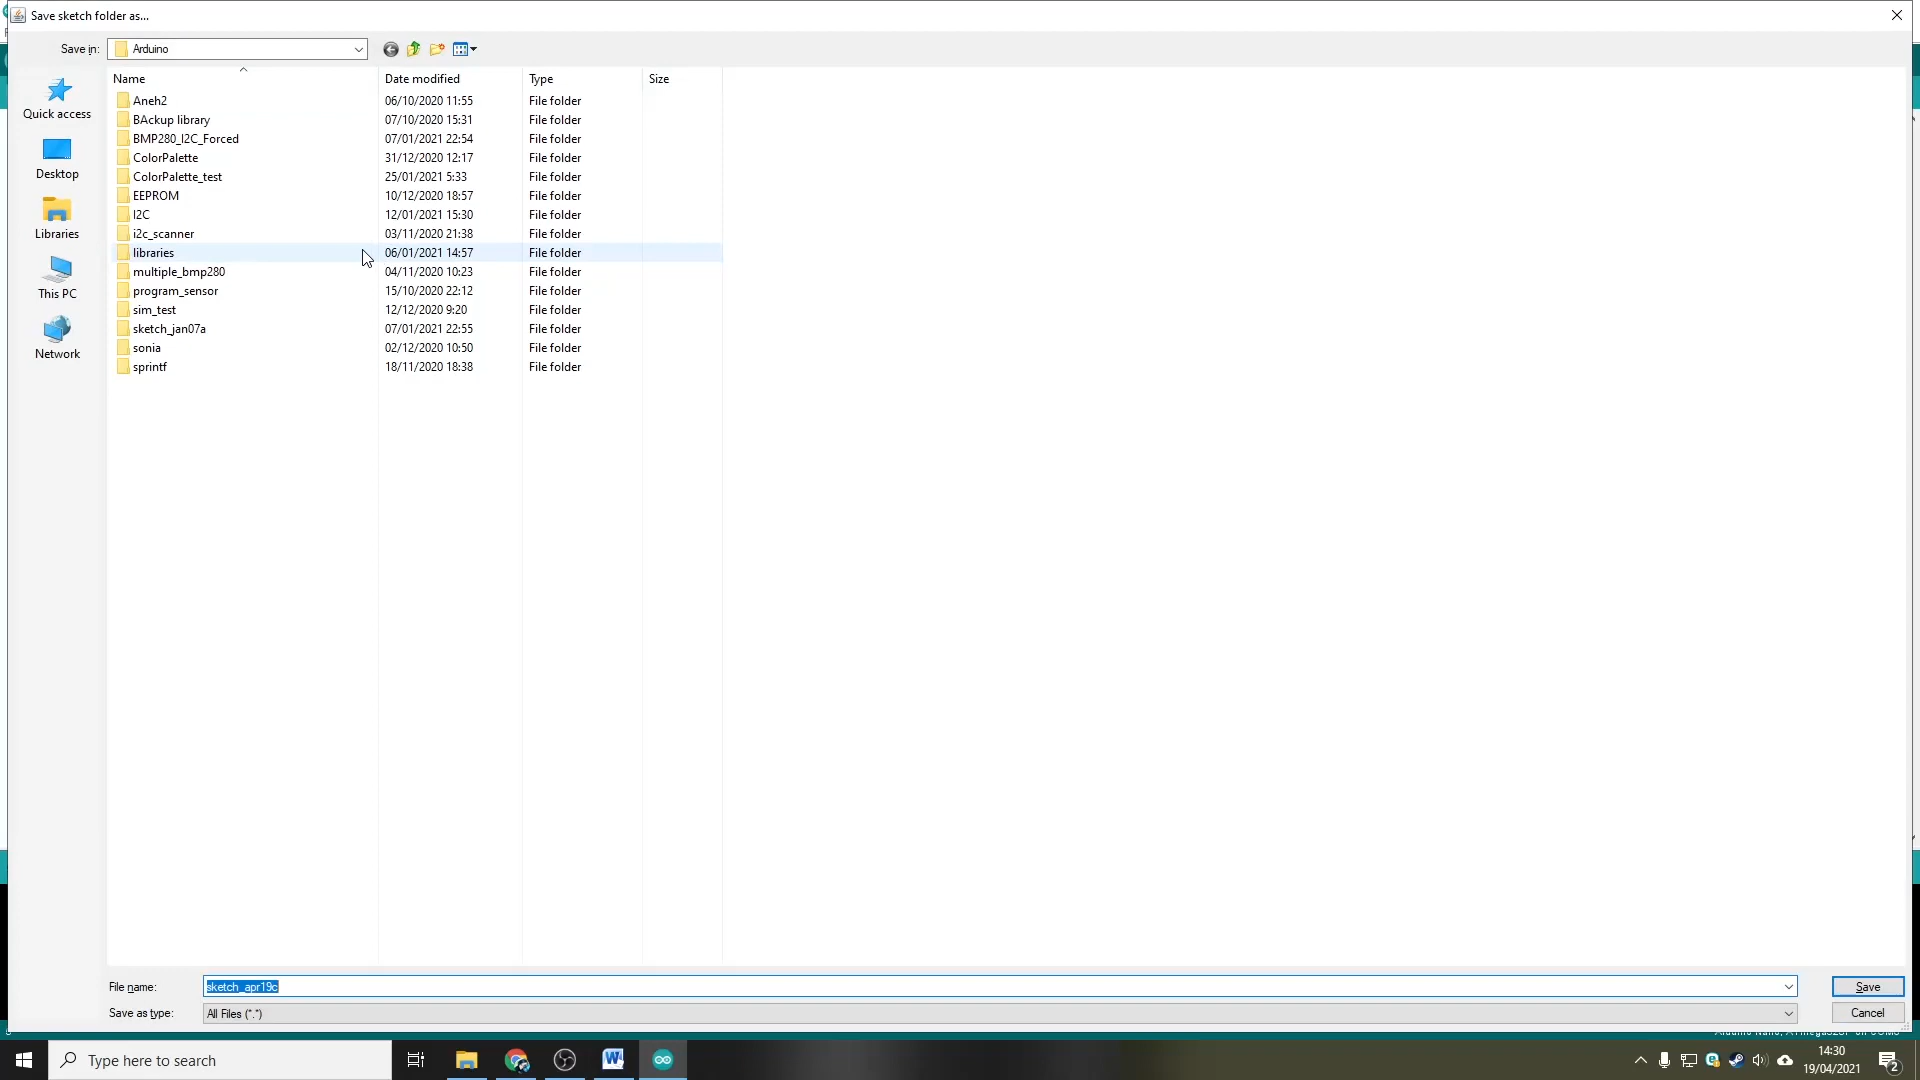 Save sketch folder as...
Save in: Arduino
Name Date modified Type Size
Aneh2 06/10/2020 11:55 File folder
BAckup library 07/10/2020 15:31 File folder
BMP280_I2C_Forced 07/01/2021 22:54 File folder
ColorPalette 31/12/2020 12:17 File folder
ColorPalette_test 25/01/2021 5:33 File folder
EEPROM 10/12/2020 18:57 File folder
I2C 12/01/2021 15:30 File folder
i2c_scanner 03/11/2020 21:38 File folder
libraries 06/01/2021 14:57 File folder
multiple_bmp280 04/11/2020 10:23 File folder
program_sensor 15/10/2020 22:12 File folder
sim_test 12/12/2020 9:20 File folder
sketch_jan07a 07/01/2021 22:55 File folder
sonia 02/12/2020 10:50 File folder
sprintf 18/11/2020 18:38 File folder
Quick access
Desktop
Libraries
This PC
Network
File name: sketch_apr19c Save
Save as type: All Files (*.*) Cancel
Type here to search
14:30
19/04/2021
2